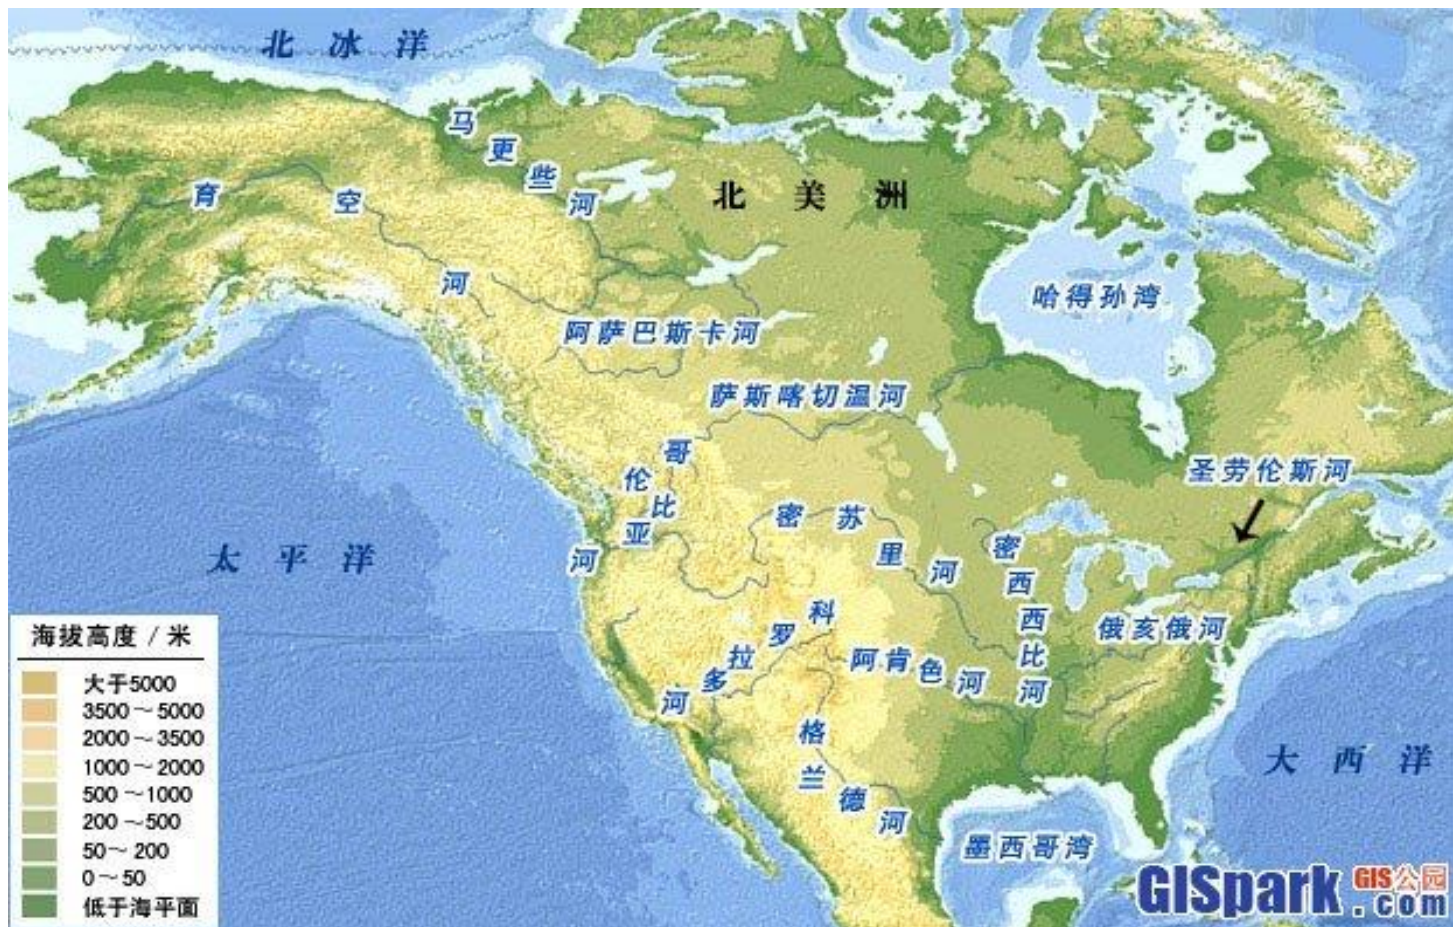 北冰洋
马更些河
育空河
北美洲
哈得孙湾
阿萨巴斯卡河
萨斯喀切温河
哥伦比亚河
圣劳伦斯河
太平洋
密苏里河
密西西比河
俄亥俄河
科罗拉多河
阿肯色河
格兰德河
大西洋
墨西哥湾
海拔高度 / 米
大于5000
3500～5000
2000～3500
1000～2000
500～1000
200～500
50～200
0～50
低于海平面
GISpark GIS公园
.com